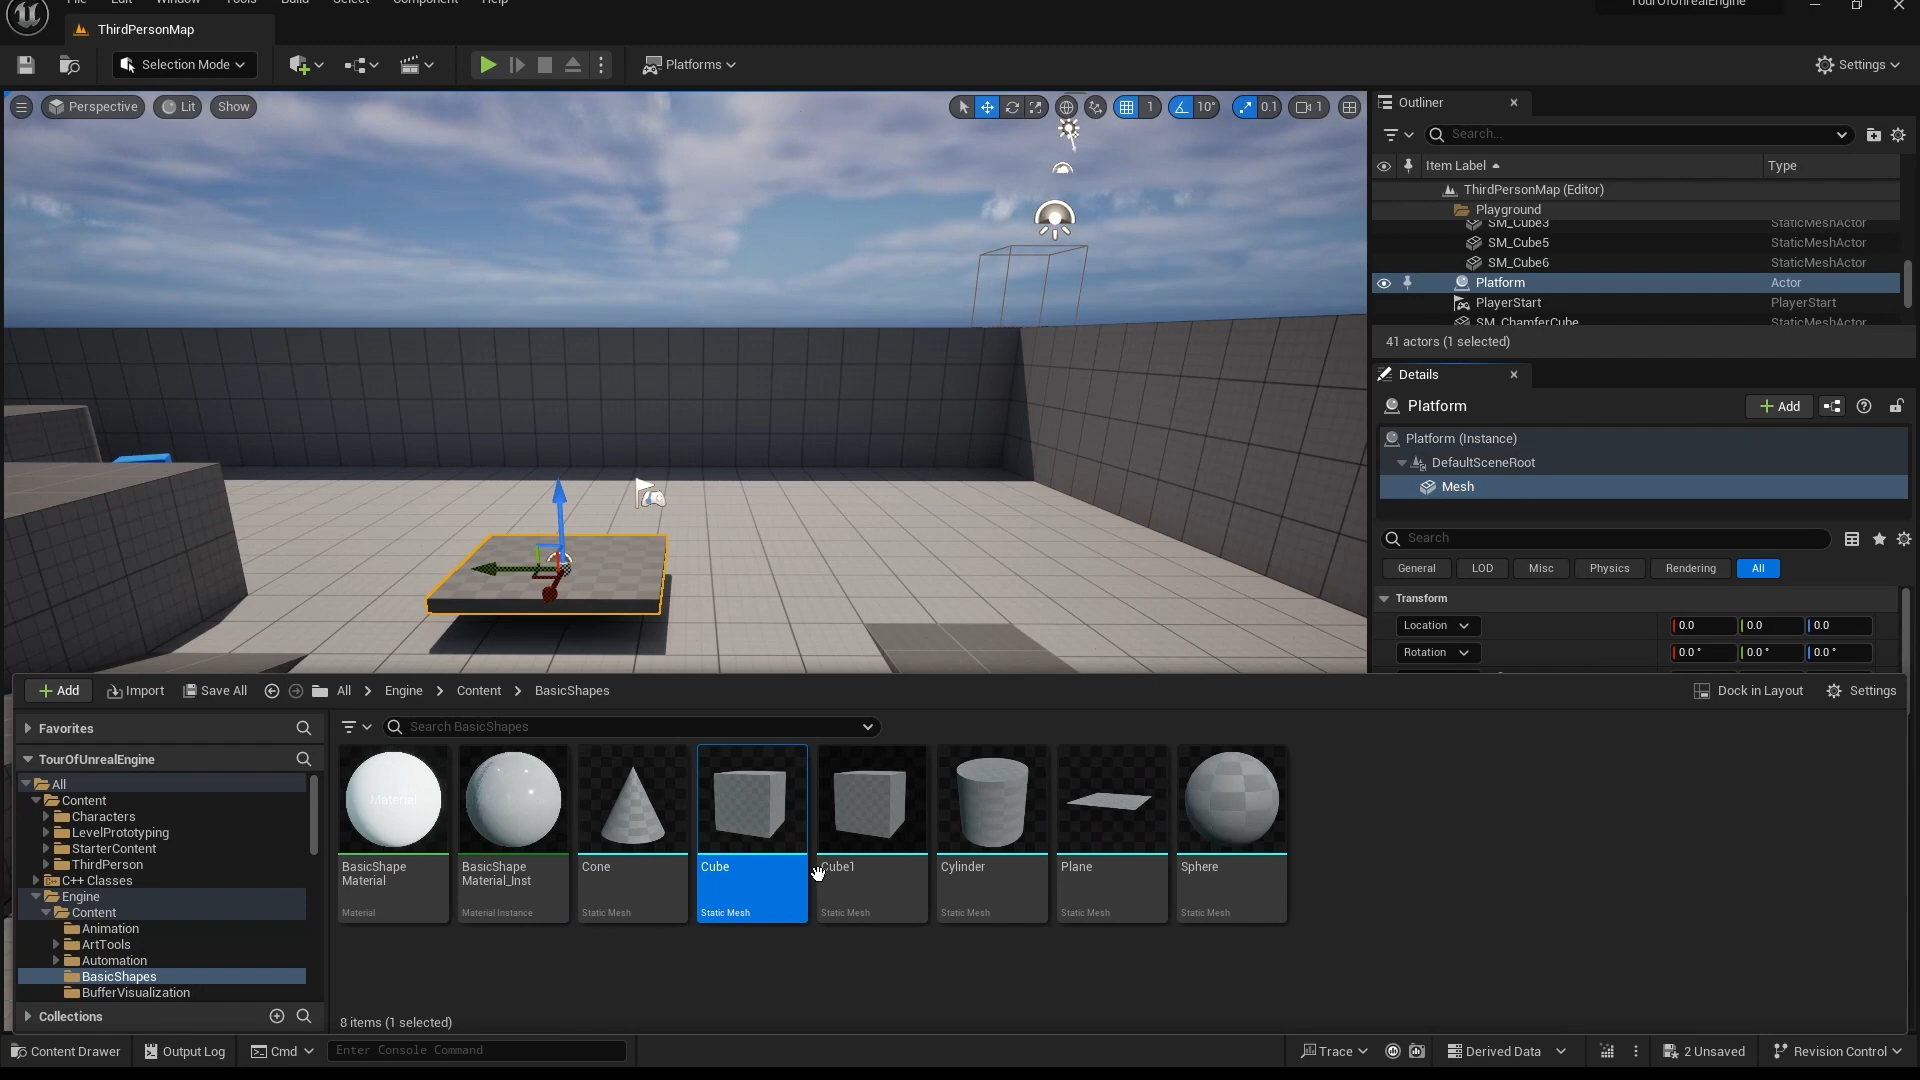 File Edit Window Tools Build Select Component Help
TourOfUnrealEngine
ThirdPersonMap
Selection Mode
Platforms
Settings
Perspective
Lit
Show
1
10°
0.1
1
Outliner
Search...
Item Label
Type
ThirdPersonMap (Editor)
Playground
SM_Cube3 StaticMeshActor
SM_Cube5 StaticMeshActor
SM_Cube6 StaticMeshActor
Platform Actor
PlayerStart PlayerStart
SM_ChamferCube StaticMeshActor
41 actors (1 selected)
Details
Platform
Add
Platform (Instance)
DefaultSceneRoot
Mesh
Search
General LOD Misc Physics Rendering All
Transform
Location 0.0 0.0 0.0
Rotation 0.0 ° 0.0 ° 0.0 °
Add Import Save All All Engine Content BasicShapes
Dock in Layout Settings
Favorites
TourOfUnrealEngine
All
Content
Characters
LevelPrototyping
StarterContent
ThirdPerson
C++ Classes
Engine
Content
Animation
ArtTools
Automation
BasicShapes
BufferVisualization
Collections
Search BasicShapes
Material
BasicShape
Material
Material
BasicShape
Material_Inst
Material Instance
Cone
Static Mesh
Cube
Static Mesh
Cube1
Static Mesh
Cylinder
Static Mesh
Plane
Static Mesh
Sphere
Static Mesh
8 items (1 selected)
Content Drawer
Output Log
Cmd
Enter Console Command
Trace
Derived Data
2 Unsaved
Revision Control